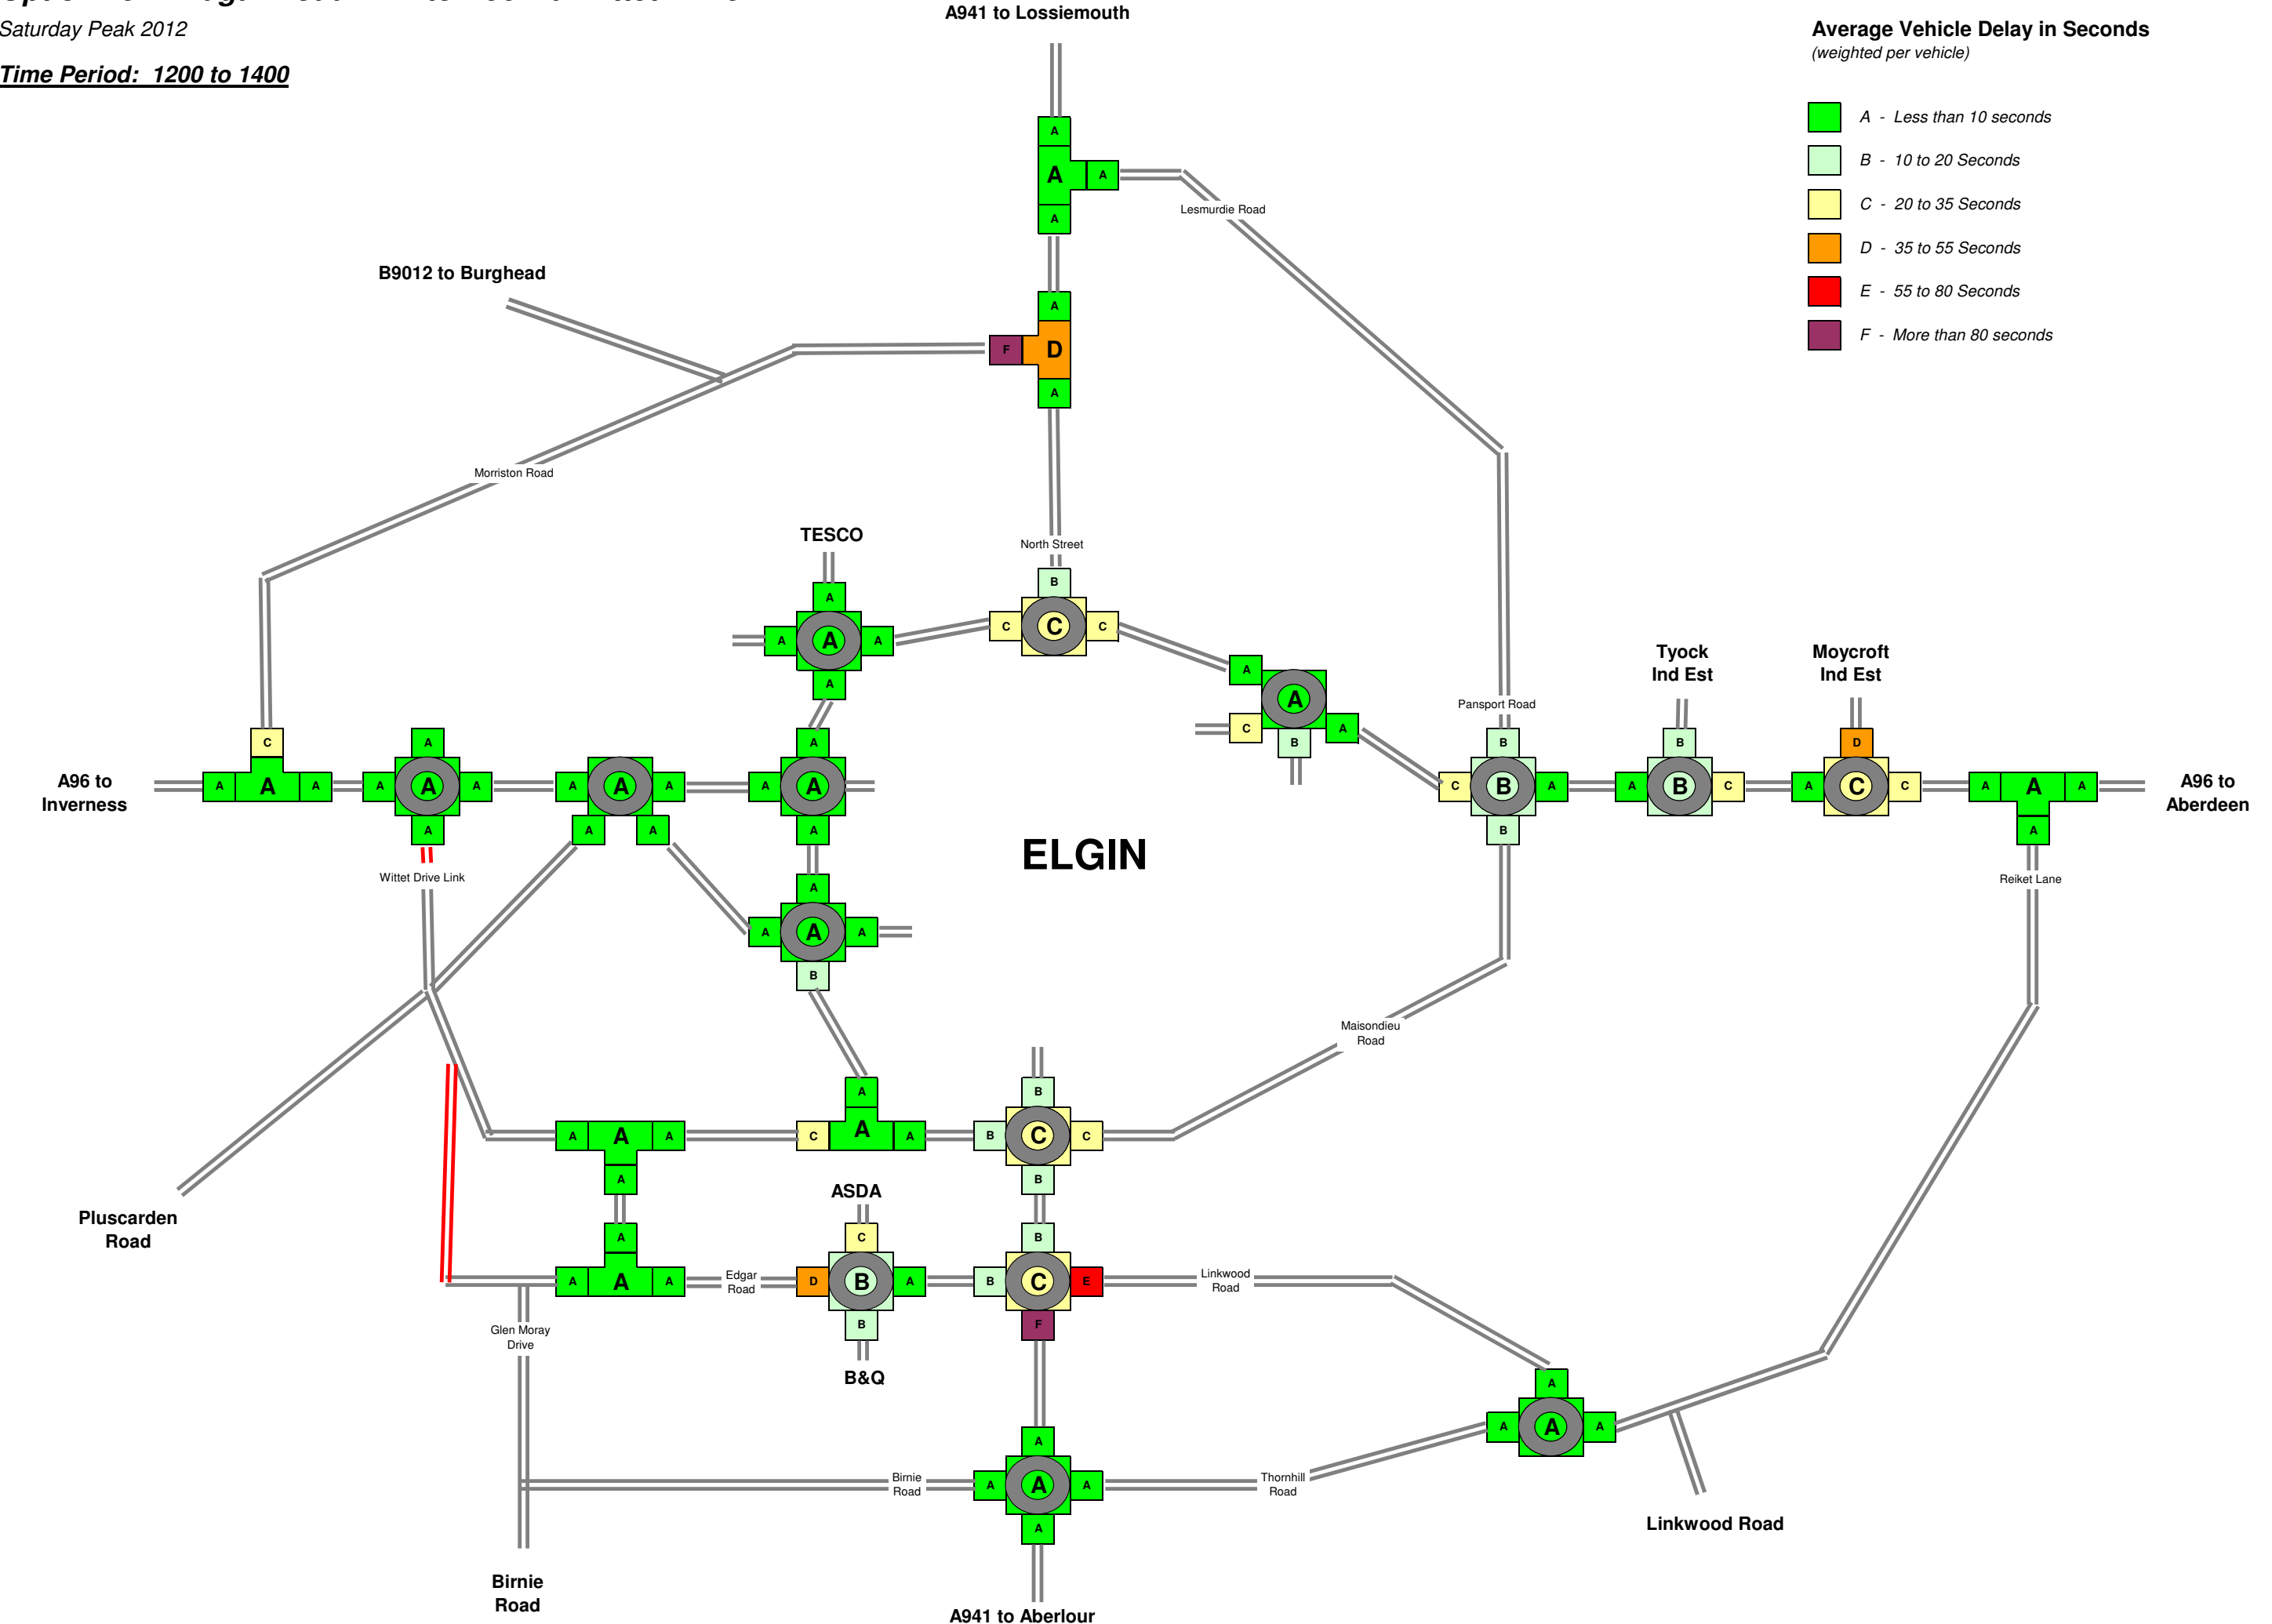 Saturday Peak 2012
Time Period: 1200 to 1400
A941 to Lossiemouth
Average Vehicle Delay in Seconds
(weighted per vehicle)
A - Less than 10 seconds
B - 10 to 20 Seconds
C - 20 to 35 Seconds
D - 35 to 55 Seconds
E - 55 to 80 Seconds
F - More than 80 seconds
A
A A
A
Lesmurdie Road
B9012 to Burghead
A
F D
A
Morriston Road
TESCO
North Street
A
A A A
A
B
C C C
A
A
C A
B
Pansport Road
Tyock
Ind Est
Moycroft
Ind Est
A96 to
Inverness
C
A A A
A
A A A
A
A A A
A A
A
A A
A
B
C B A
B
B
A B C
D
A C C
A A A
A
A96 to
Aberdeen
ELGIN
Wittet Drive Link
Reiket Lane
A
A A A
B
Maisondieu
Road
A
C A A
A A A
A
B
B C C
B
Pluscarden
Road
ASDA
A
A A A
Edgar
Road
C
D B A
B
B
B C E
F
Linkwood
Road
Glen Moray
Drive
B&Q
A
A A A
Birnie
Road
A
A A A
A
Thornhill
Road
Linkwood Road
Birnie
Road
A941 to Aberlour